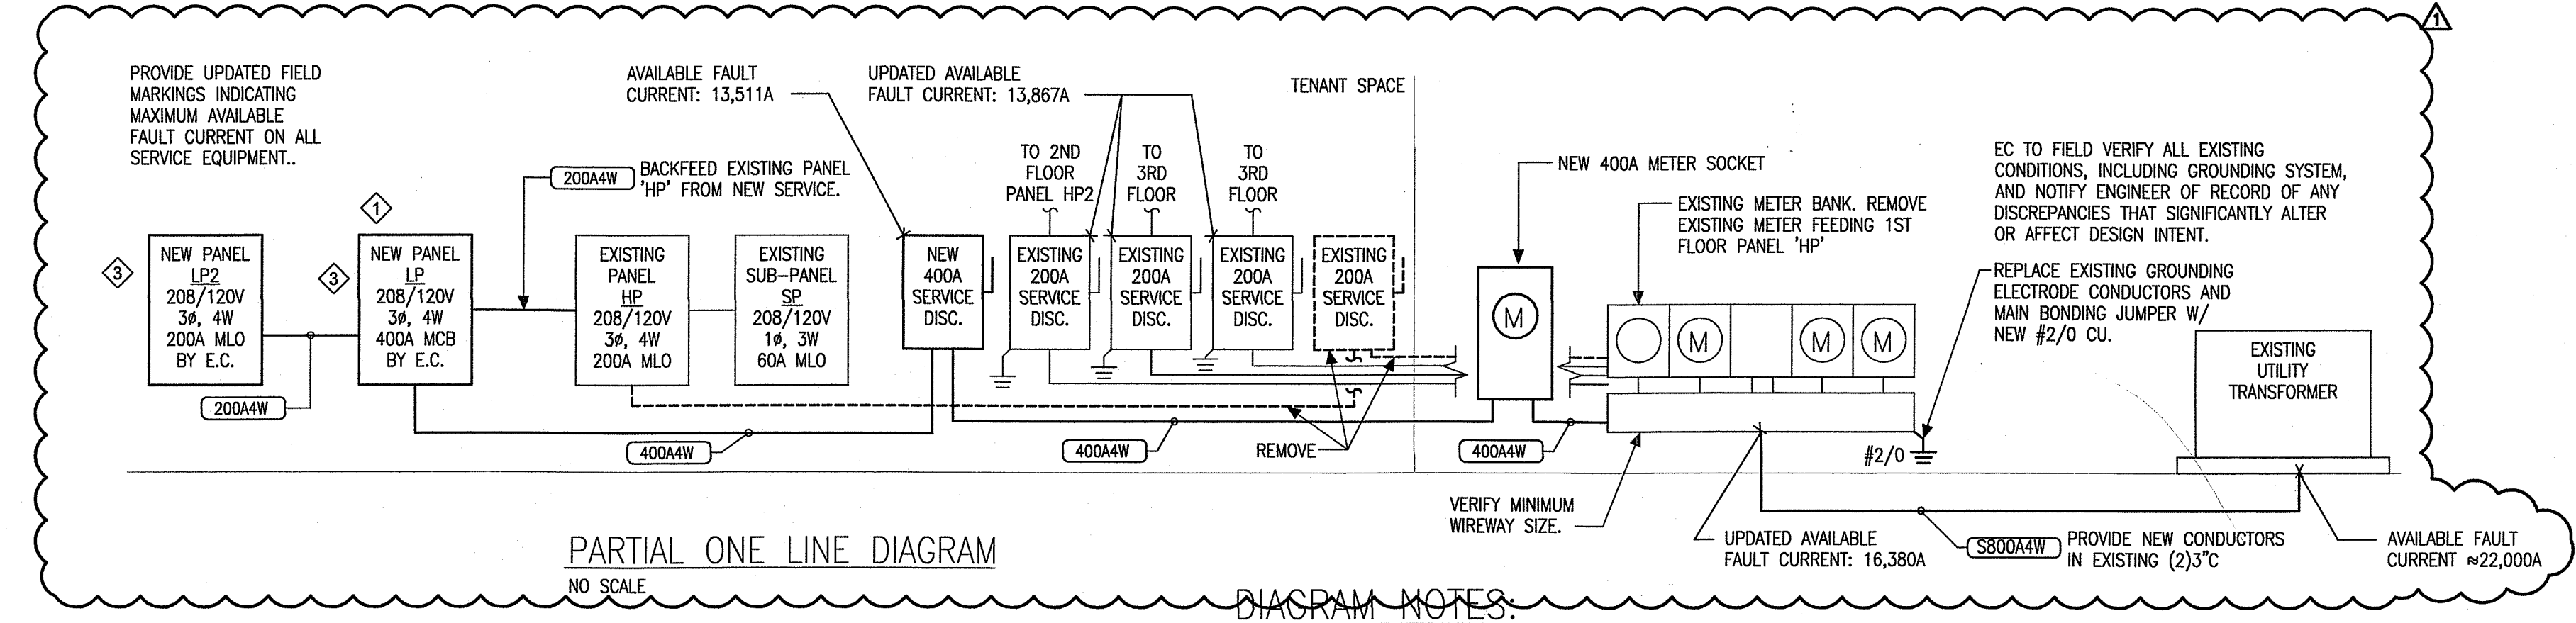 1
PROVIDE UPDATED FIELD
MARKINGS INDICATING
MAXIMUM AVAILABLE
FAULT CURRENT ON ALL
SERVICE EQUIPMENT..
AVAILABLE FAULT
CURRENT: 13,511A
UPDATED AVAILABLE
FAULT CURRENT: 13,867A
TENANT SPACE
200A4W
BACKFEED EXISTING PANEL
'HP' FROM NEW SERVICE.
TO 2ND
FLOOR
PANEL HP2
TO
3RD
FLOOR
TO
3RD
FLOOR
NEW 400A METER SOCKET
EXISTING METER BANK. REMOVE
EXISTING METER FEEDING 1ST
FLOOR PANEL 'HP'
EC TO FIELD VERIFY ALL EXISTING
CONDITIONS, INCLUDING GROUNDING SYSTEM,
AND NOTIFY ENGINEER OF RECORD OF ANY
DISCREPANCIES THAT SIGNIFICANTLY ALTER
OR AFFECT DESIGN INTENT.
REPLACE EXISTING GROUNDING
ELECTRODE CONDUCTORS AND
MAIN BONDING JUMPER W/
NEW #2/0 CU.
3
NEW PANEL
LP2
208/120V
3ø, 4W
200A MLO
BY E.C.
1
3
NEW PANEL
LP
208/120V
3ø, 4W
400A MCB
BY E.C.
EXISTING
PANEL
HP
208/120V
3ø, 4W
200A MLO
EXISTING
SUB-PANEL
SP
208/120V
1ø, 3W
60A MLO
NEW
400A
SERVICE
DISC.
EXISTING
200A
SERVICE
DISC.
EXISTING
200A
SERVICE
DISC.
EXISTING
200A
SERVICE
DISC.
EXISTING
200A
SERVICE
DISC.
M
M
M
M
EXISTING
UTILITY
TRANSFORMER
200A4W
400A4W
400A4W
REMOVE
400A4W
#2/0
VERIFY MINIMUM
WIREWAY SIZE.
UPDATED AVAILABLE
FAULT CURRENT: 16,380A
S800A4W
PROVIDE NEW CONDUCTORS
IN EXISTING (2)3"C
AVAILABLE FAULT
CURRENT ≈22,000A
PARTIAL ONE LINE DIAGRAM
NO SCALE
DIAGRAM NOTES: